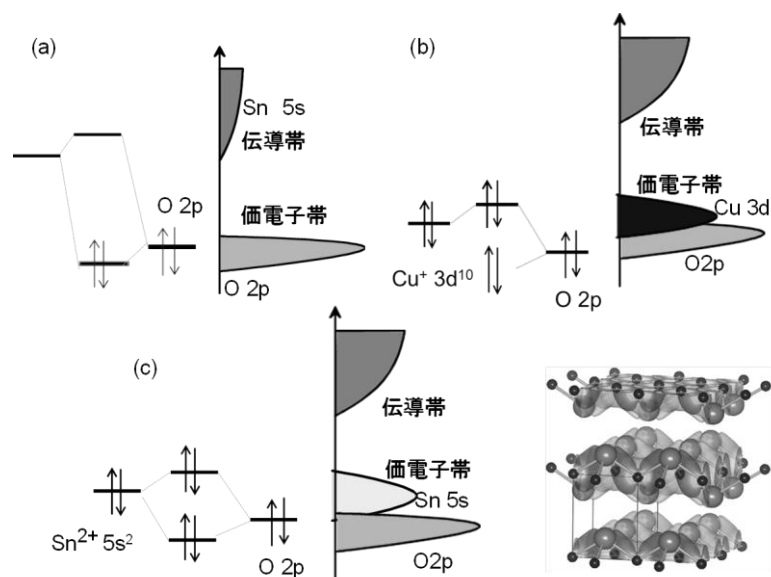 (a)
Sn 5s
伝導帯
O 2p
価電子帯
O 2p
(b)
伝導帯
価電子帯
Cu 3d
Cu⁺ 3d¹⁰
O 2p
O2p
(c)
伝導帯
価電子帯
Sn 5s
Sn²⁺ 5s²
O 2p
O2p